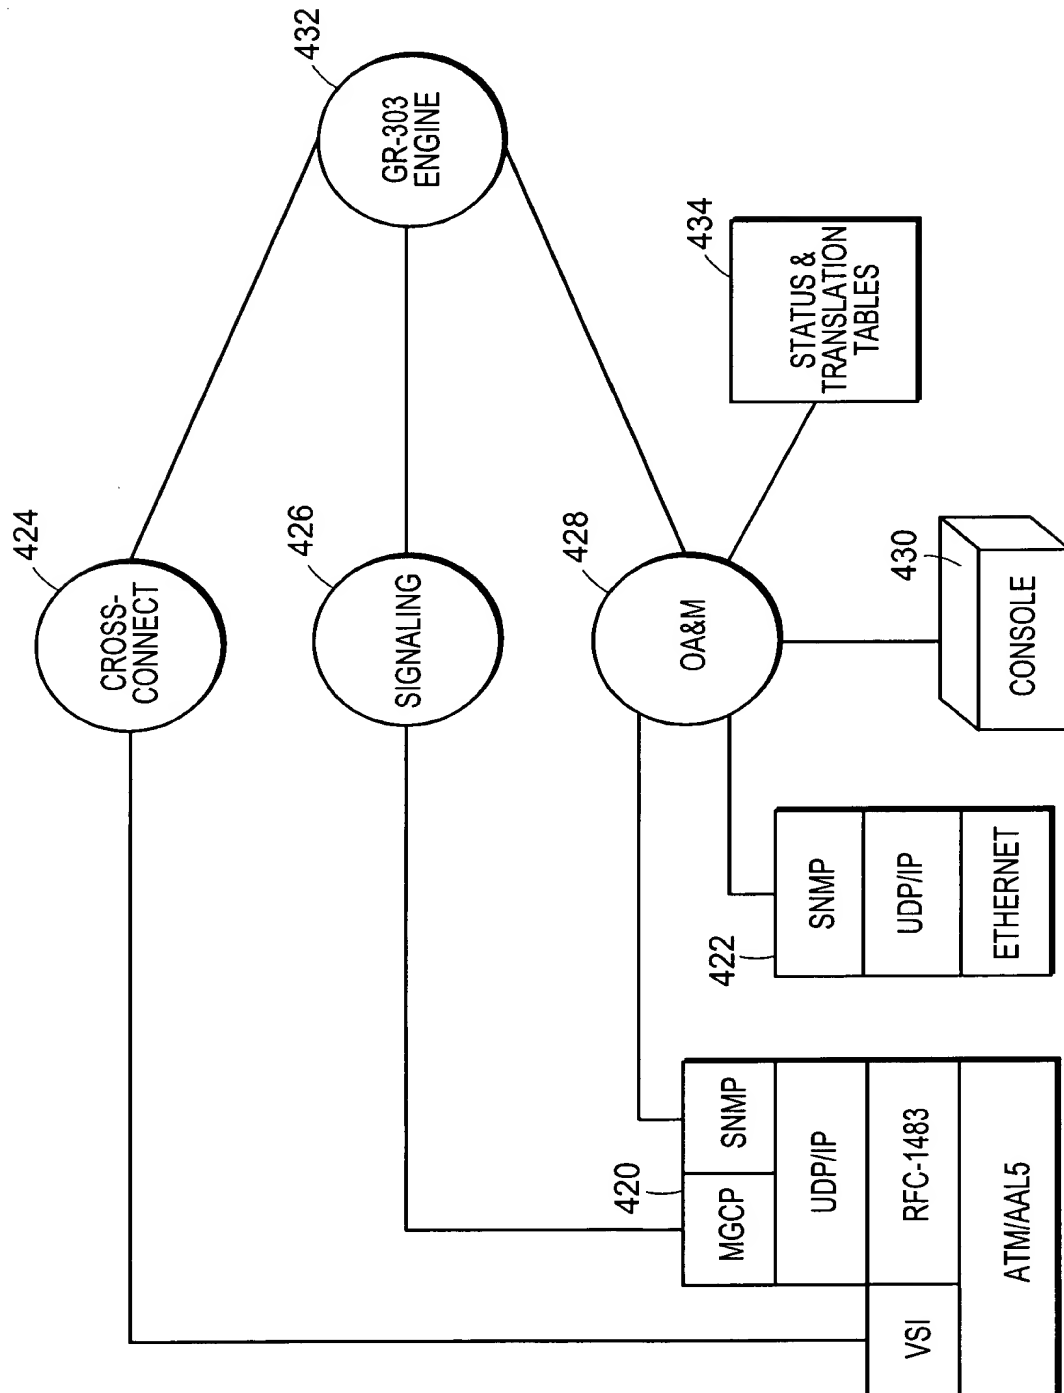 432
GR-303
ENGINE
434
STATUS &
TRANSLATION
TABLES
424
CROSS-
CONNECT
426
SIGNALING
428
OA&M
430
CONSOLE
422
SNMP
UDP/IP
ETHERNET
420
MGCP
SNMP
UDP/IP
VSI
RFC-1483
ATM/AAL5